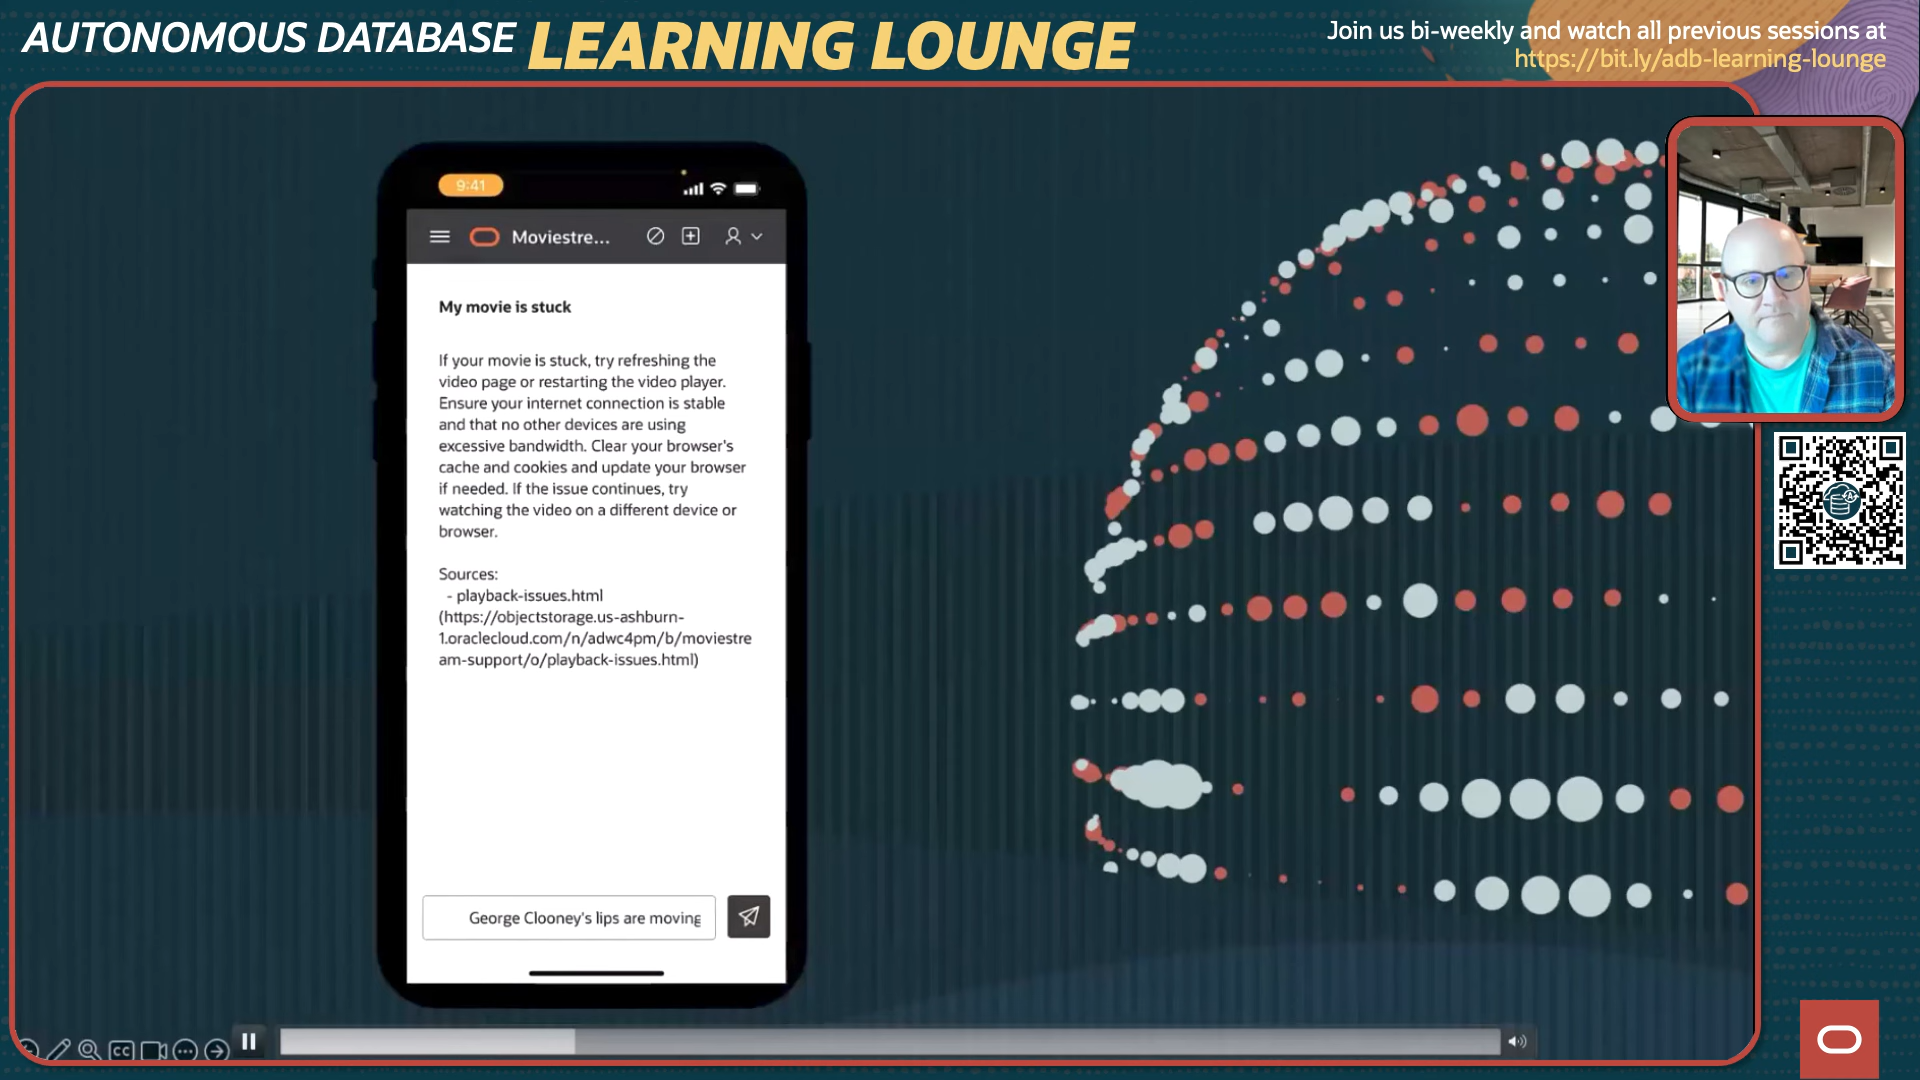 AUTONOMOUS DATABASE LEARNING LOUNGE
Join us bi-weekly and watch all previous sessions at
https://bit.ly/adb-learning-lounge
9:41
Moviestre...
My movie is stuck
If your movie is stuck, try refreshing the
video page or restarting the video player.
Ensure your internet connection is stable
and that no other devices are using
excessive bandwidth. Clear your browser's
cache and cookies and update your browser
if needed. If the issue continues, try
watching the video on a different device or
browser.
Sources:
- playback-issues.html
(https://objectstorage.us-ashburn-
1.oraclecloud.com/n/adwc4pm/b/moviestre
am-support/o/playback-issues.html)
George Clooney's lips are moving
CC